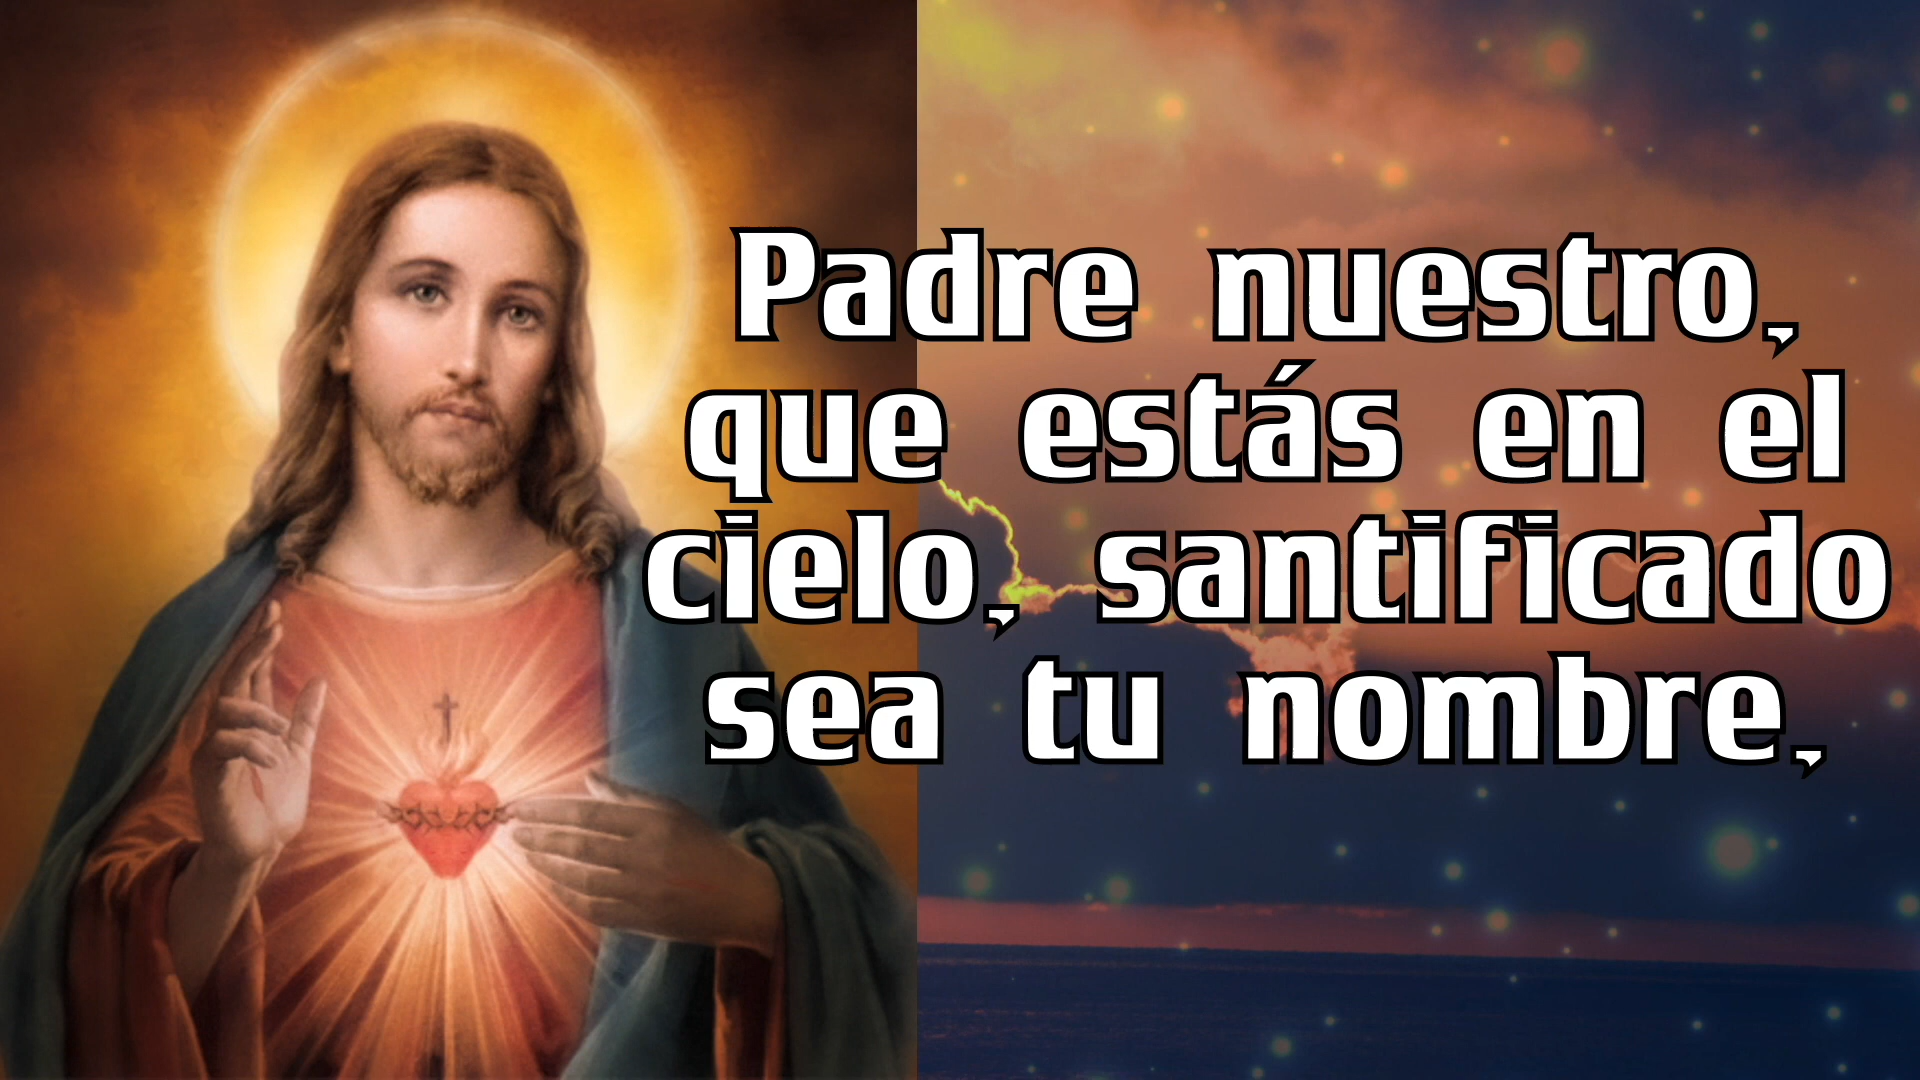 Padre nuestro,
que estás en el
cielo, santificado
sea tu nombre,